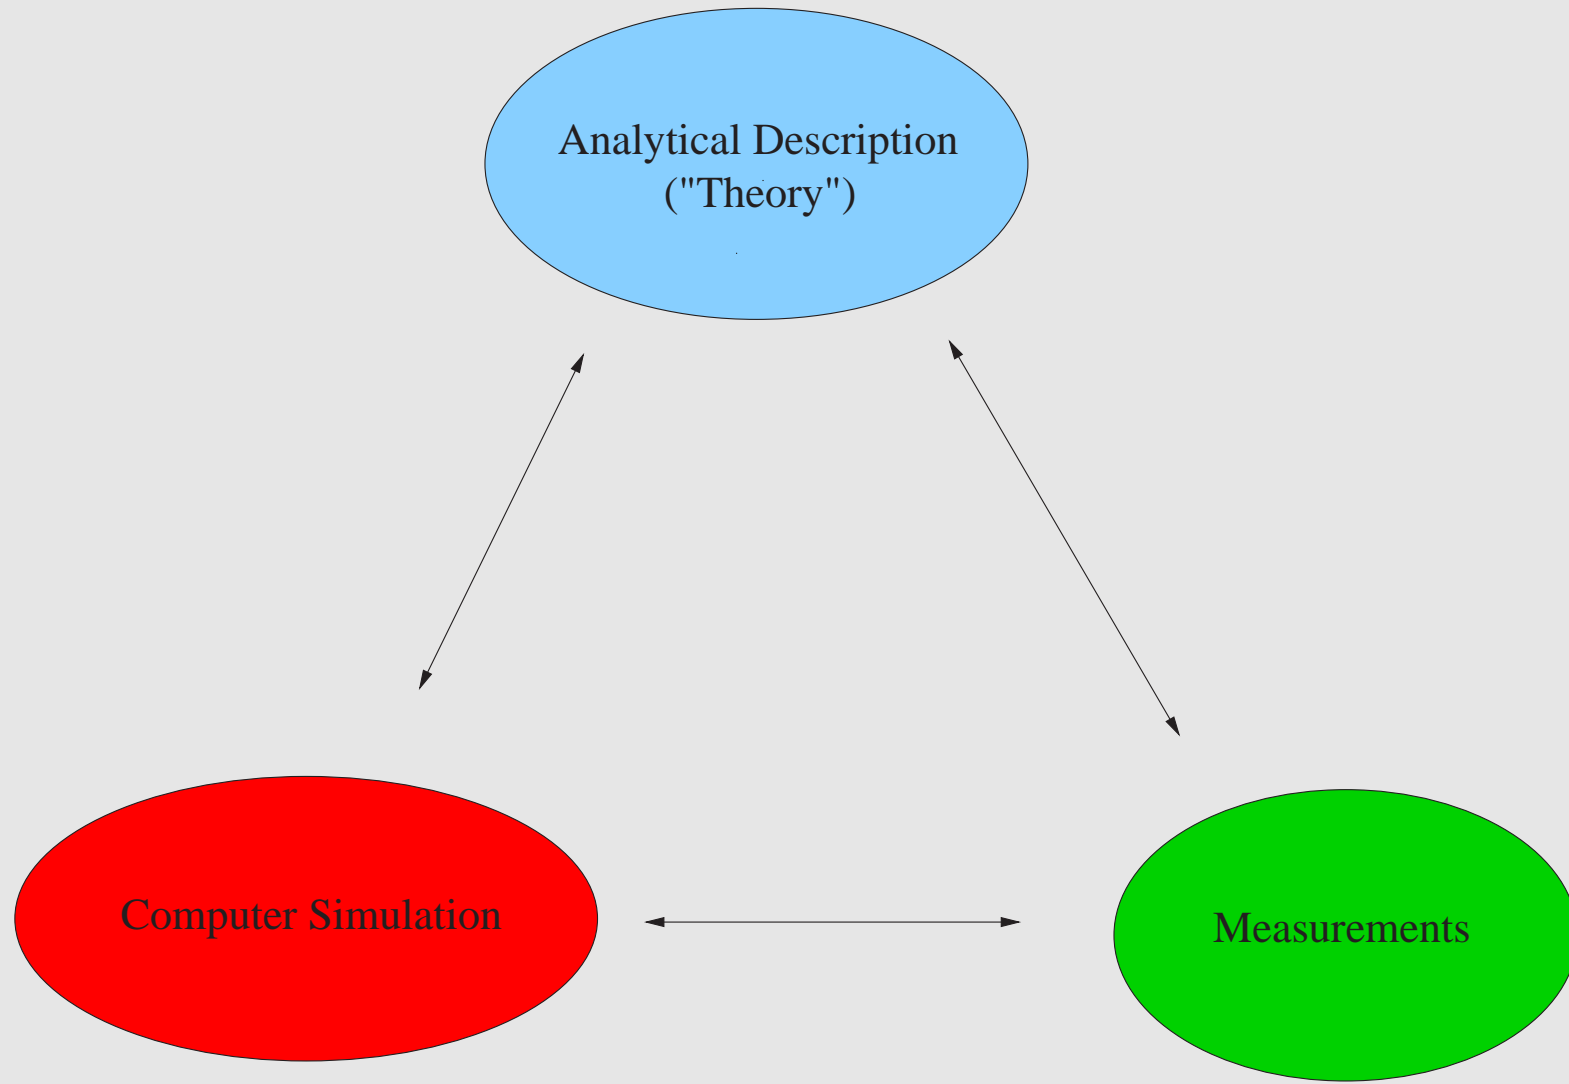 Analytical Description
("Theory")
Computer Simulation
Measurements